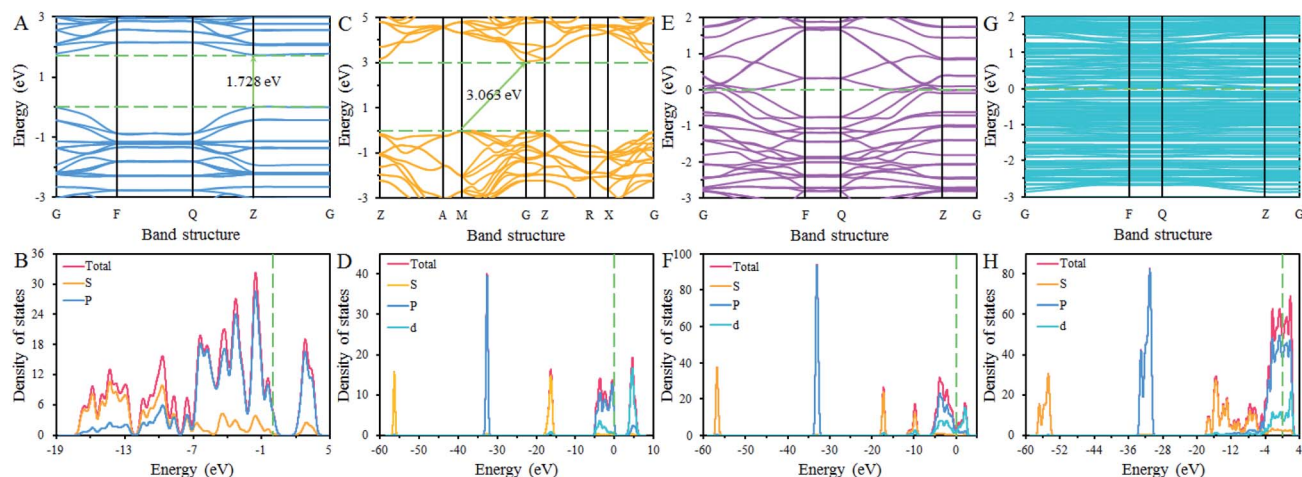 A
3
1
-1
-3
Energy (eV)
1.728 eV
G F Q Z G
Band structure
C
5
3
1
-1
-3
Energy (eV)
3.063 eV
Z A M G Z R X G
Band structure
E
2
1
0
-1
-2
-3
Energy (eV)
G F Q Z G
Band structure
G
2
1
0
-1
-2
-3
Energy (eV)
G F Q Z G
Band structure
B
36
30
24
18
12
6
0
Density of states
Total
S
P
-19 -13 -7 -1 5
Energy (eV)
D
40
30
20
10
0
Density of states
Total
S
P
d
-60 -50 -40 -30 -20 -10 0 10
Energy (eV)
F
100
80
60
40
20
0
Density of states
Total
S
P
d
-60 -45 -30 -15 0
Energy (eV)
H
80
60
40
20
0
Density of states
Total
S
P
d
-60 -52 -44 -36 -28 -20 -12 -4 4
Energy (eV)